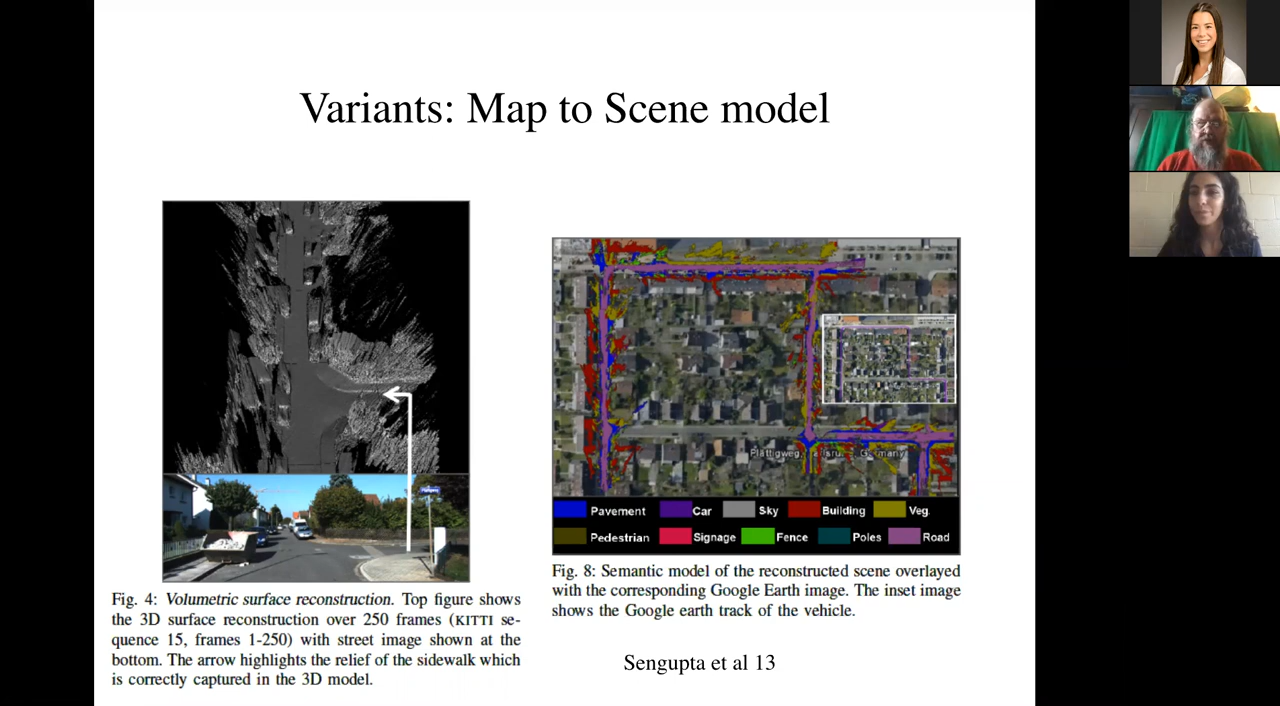 Variants: Map to Scene model
Pavement Car Sky Building Veg.
Pedestrian Signage Fence Poles Road
Fig. 4: Volumetric surface reconstruction. Top figure shows
the 3D surface reconstruction over 250 frames (KITTI se-
quence 15, frames 1-250) with street image shown at the
bottom. The arrow highlights the relief of the sidewalk which
is correctly captured in the 3D model.
Fig. 8: Semantic model of the reconstructed scene overlayed
with the corresponding Google Earth image. The inset image
shows the Google earth track of the vehicle.
Sengupta et al 13